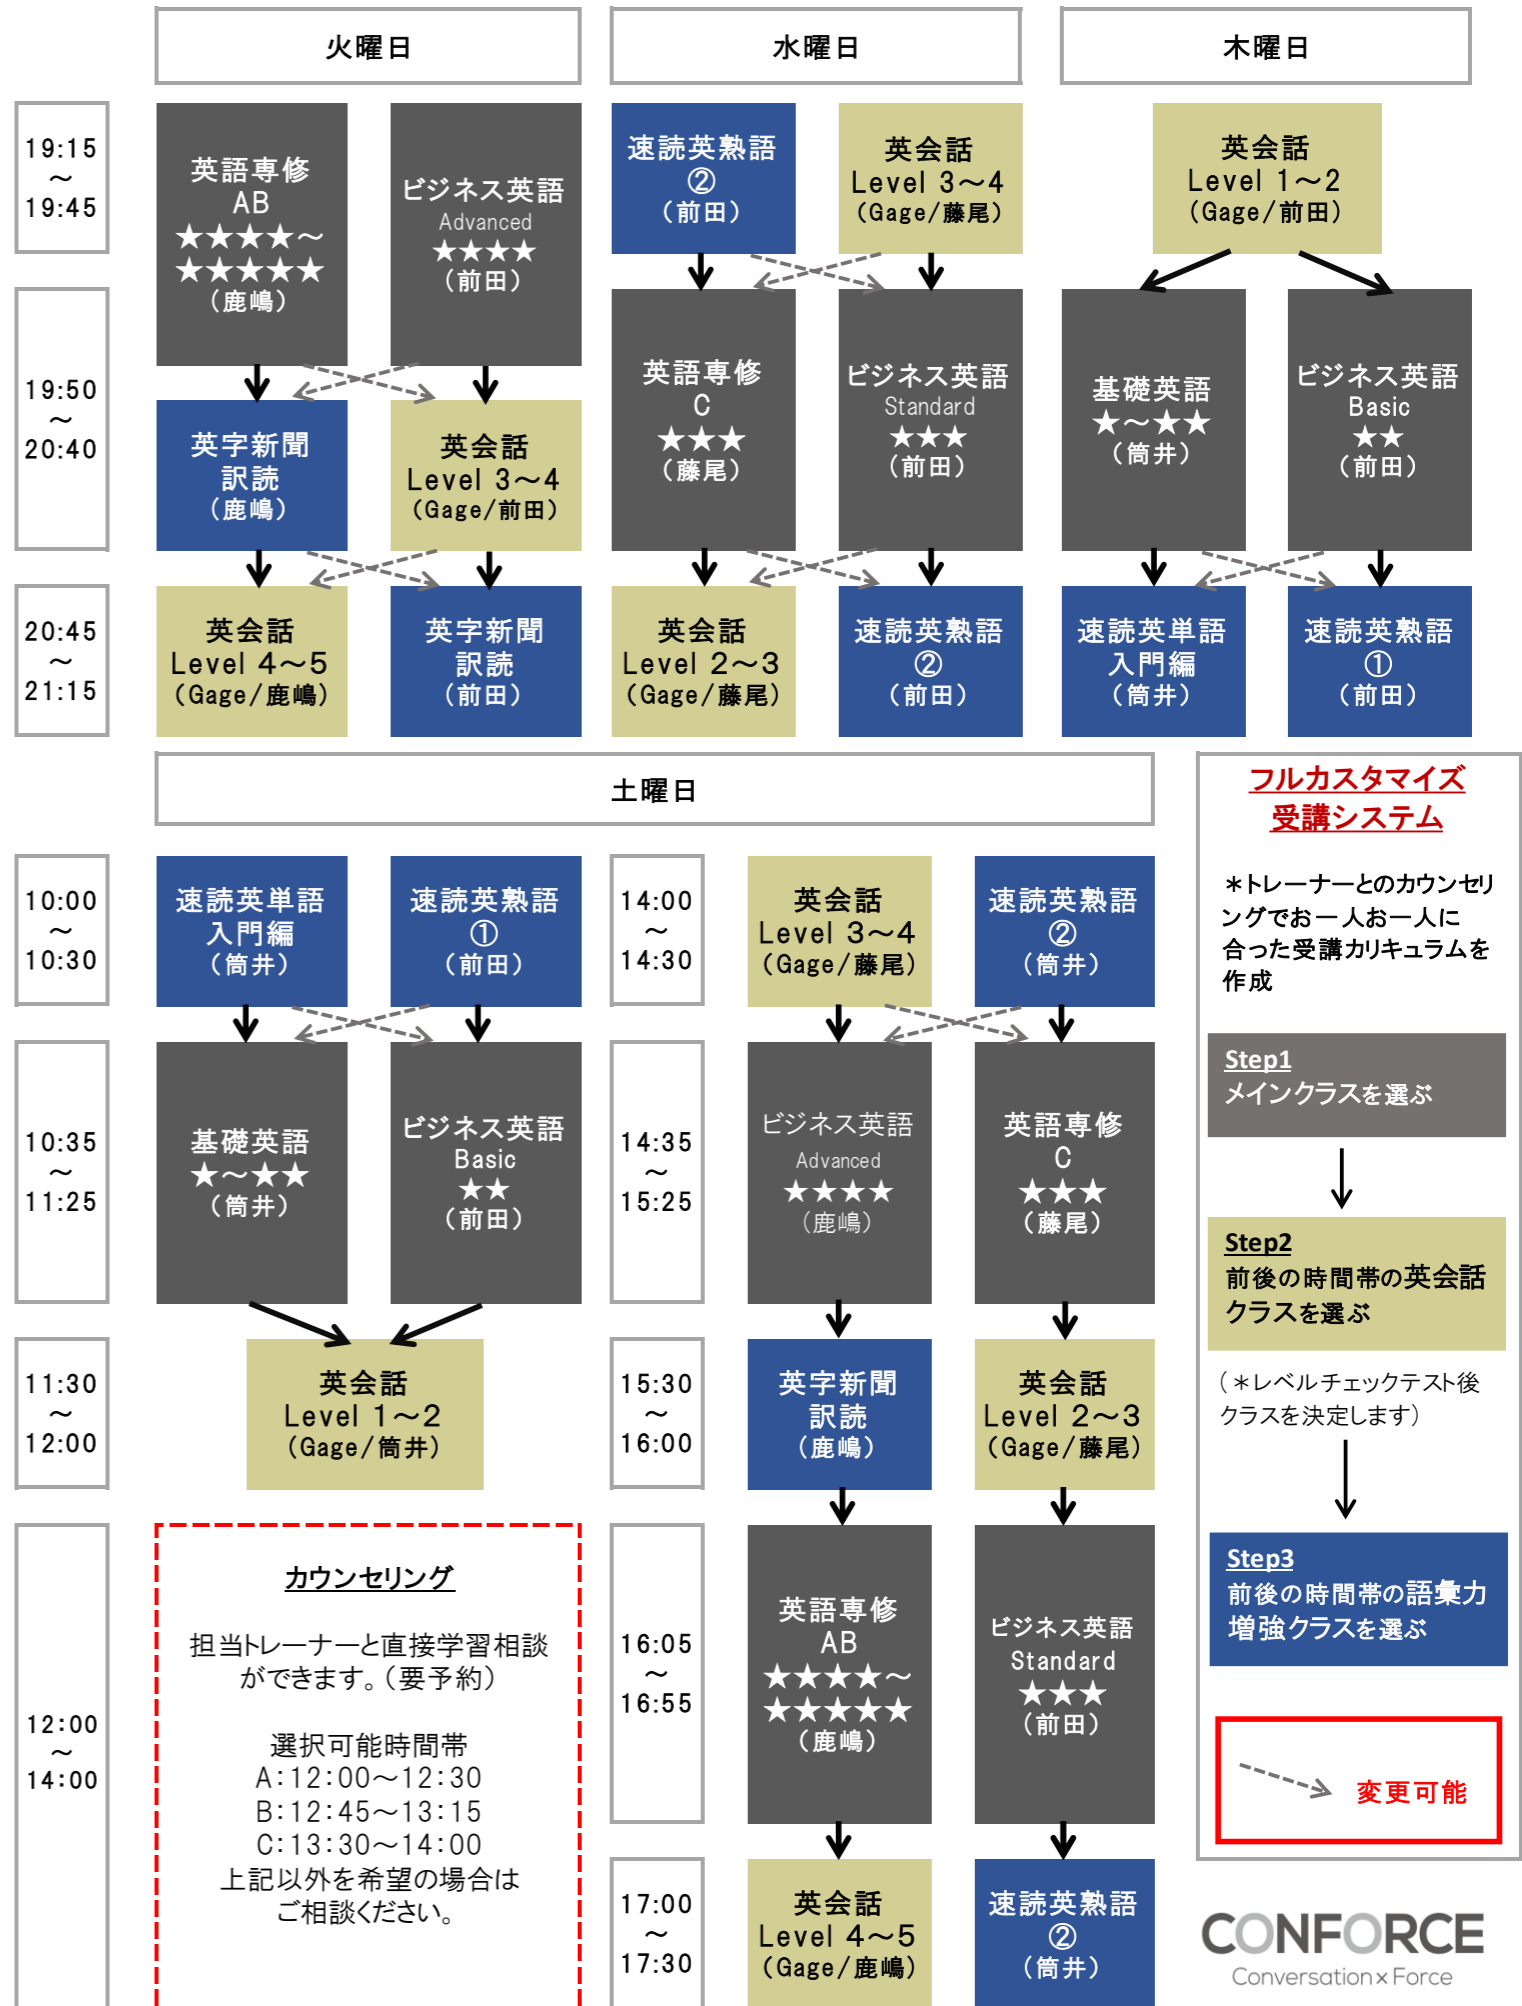 火曜日
水曜日
木曜日
19:15
～
19:45
英語専修
AB
★★★★～
★★★★★
（鹿嶋）
ビジネス英語
Advanced
★★★★
（前田）
速読英熟語
②
（前田）
英会話
Level 3～4
（Gage/藤尾）
英会話
Level 1～2
（Gage/前田）
19:50
～
20:40
英字新聞
訳読
（鹿嶋）
英会話
Level 3～4
（Gage/前田）
英語専修
C
★★★
（藤尾）
ビジネス英語
Standard
★★★
（前田）
基礎英語
★～★★
（筒井）
ビジネス英語
Basic
★★
（前田）
20:45
～
21:15
英会話
Level 4～5
（Gage/鹿嶋）
英字新聞
訳読
（前田）
英会話
Level 2～3
（Gage/藤尾）
速読英熟語
②
（前田）
速読英単語
入門編
（筒井）
速読英熟語
①
（前田）
土曜日
10:00
～
10:30
速読英単語
入門編
（筒井）
速読英熟語
①
（前田）
10:35
～
11:25
基礎英語
★～★★
（筒井）
ビジネス英語
Basic
★★
（前田）
11:30
～
12:00
英会話
Level 1～2
（Gage/筒井）
12:00
～
14:00
カウンセリング
担当トレーナーと直接学習相談
ができます。（要予約）
選択可能時間帯
A：12：00～12：30
B：12：45～13：15
C：13：30～14：00
上記以外を希望の場合は
ご相談ください。
14:00
～
14:30
英会話
Level 3～4
（Gage/藤尾）
速読英熟語
②
（筒井）
14:35
～
15:25
ビジネス英語
Advanced
★★★★
（鹿嶋）
英語専修
C
★★★
（藤尾）
15:30
～
16:00
英字新聞
訳読
（鹿嶋）
英会話
Level 2～3
（Gage/藤尾）
16:05
～
16:55
英語専修
AB
★★★★～
★★★★★
（鹿嶋）
ビジネス英語
Standard
★★★
（前田）
17:00
～
17:30
英会話
Level 4～5
（Gage/鹿嶋）
速読英熟語
②
（筒井）
フルカスタマイズ
受講システム
＊トレーナーとのカウンセリ
ングでお一人お一人に
合った受講カリキュラムを
作成
Step1
メインクラスを選ぶ
Step2
前後の時間帯の英会話
クラスを選ぶ
（＊レベルチェックテスト後
クラスを決定します）
Step3
前後の時間帯の語彙力
増強クラスを選ぶ
変更可能
CONFORCE
Conversation×Force